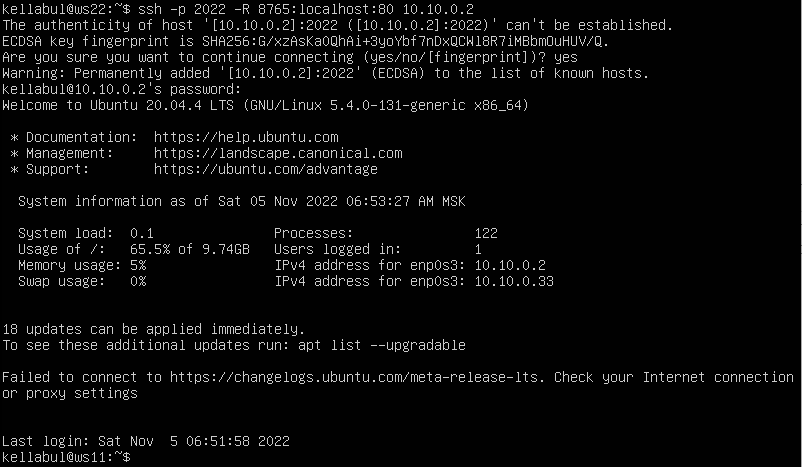 kellabul@ws22:~$ ssh -p 2022 -R 8765:localhost:80 10.10.0.2
The authenticity of host '[10.10.0.2]:2022 ([10.10.0.2]:2022)' can't be established.
ECDSA key fingerprint is SHA256:G/xzAsKaOQhAi+3yoYbf7nDxQCWl8R7iMBbmOuHUV/Q.
Are you sure you want to continue connecting (yes/no/[fingerprint])? yes
Warning: Permanently added '[10.10.0.2]:2022' (ECDSA) to the list of known hosts.
kellabul@10.10.0.2's password:
Welcome to Ubuntu 20.04.4 LTS (GNU/Linux 5.4.0-131-generic x86_64)
* Documentation:  https://help.ubuntu.com
* Management:     https://landscape.canonical.com
* Support:        https://ubuntu.com/advantage
System information as of Sat 05 Nov 2022 06:53:27 AM MSK
System load:  0.1                Processes:               122
Usage of /:   65.5% of 9.74GB   Users logged in:         1
Memory usage: 5%                IPv4 address for enp0s3: 10.10.0.2
Swap usage:   0%                IPv4 address for enp0s3: 10.10.0.33
18 updates can be applied immediately.
To see these additional updates run: apt list --upgradable
Failed to connect to https://changelogs.ubuntu.com/meta-release-lts. Check your Internet connection
or proxy settings
Last login: Sat Nov  5 06:51:58 2022
kellabul@ws11:~$